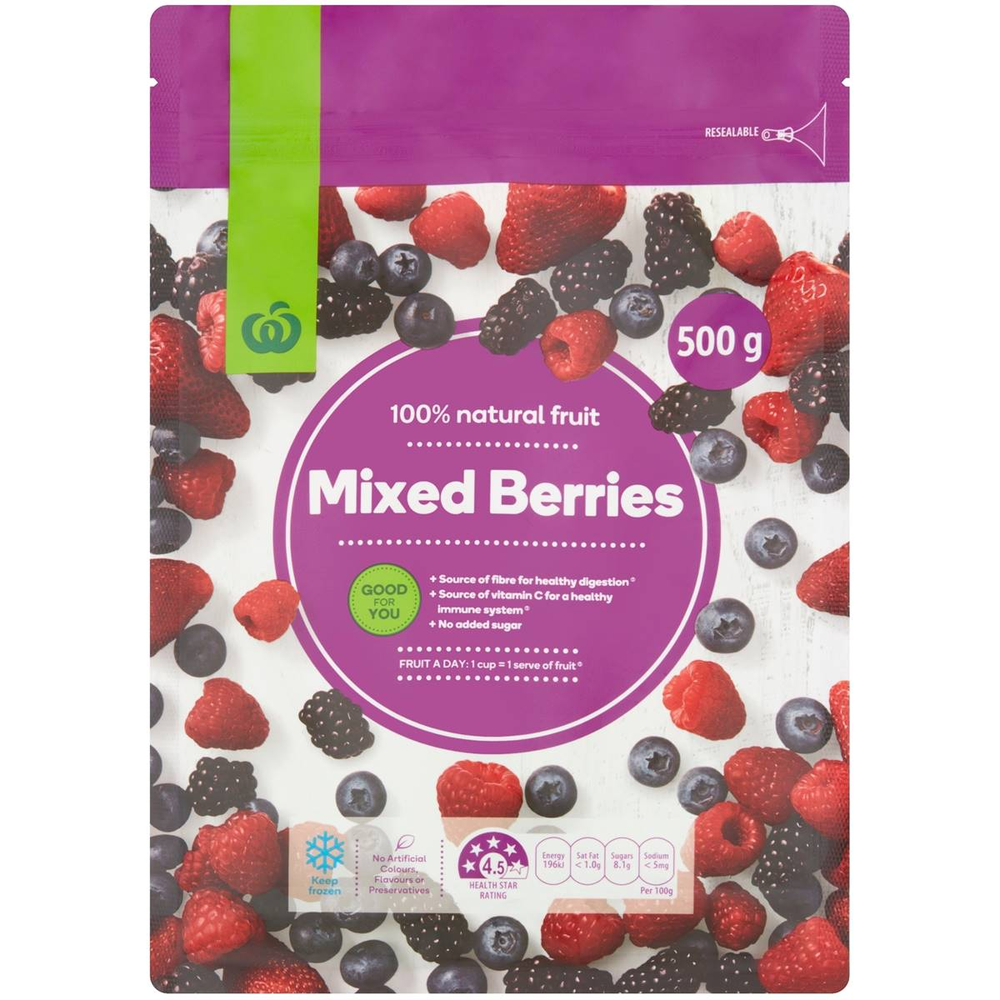 RESEALABLE
500 g
100% natural fruit
Mixed Berries
GOOD
FOR
YOU
+ Source of fibre for healthy digestion®
+ Source of vitamin C for a healthy
immune system®
+ No added sugar
FRUIT A DAY: 1 cup = 1 serve of fruit®
Keep
frozen
No Artificial
Colours,
Flavours or
Preservatives
4.5
HEALTH STAR
RATING
Energy
196kJ
Sat Fat
< 1.0g
Sugars
8.1g
Sodium
< 5mg
Per 100g